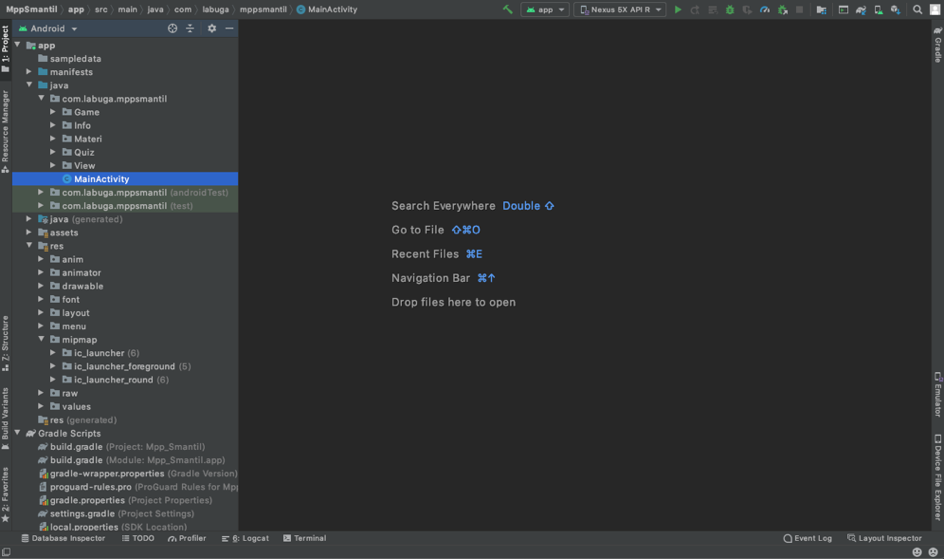 MppSmantil app src main java com labuga mppsmantil MainActivity app Nexus 5X API R
Android
app
sampledata
manifests
java
com.labuga.mppsmantil
Game
Info
Materi
Quiz
View
MainActivity
com.labuga.mppsmantil (androidTest)
com.labuga.mppsmantil (test)
java (generated)
assets
res
anim
animator
drawable
font
layout
menu
mipmap
ic_launcher (6)
ic_launcher_foreground (5)
ic_launcher_round (6)
raw
values
res (generated)
Gradle Scripts
build.gradle (Project: Mpp_Smantil)
build.gradle (Module: Mpp_Smantil.app)
gradle-wrapper.properties (Gradle Version)
proguard-rules.pro (ProGuard Rules for Mpp
gradle.properties (Project Properties)
settings.gradle (Project Settings)
local.properties (SDK Location)
1: Project
Resource Manager
7: Structure
Build Variants
2: Favorites
Search Everywhere Double ⇧
Go to File ⇧⌘O
Recent Files ⌘E
Navigation Bar ⌘↑
Drop files here to open
Gradle
Emulator
Device File Explorer
Database Inspector TODO Profiler 6: Logcat Terminal Event Log Layout Inspector